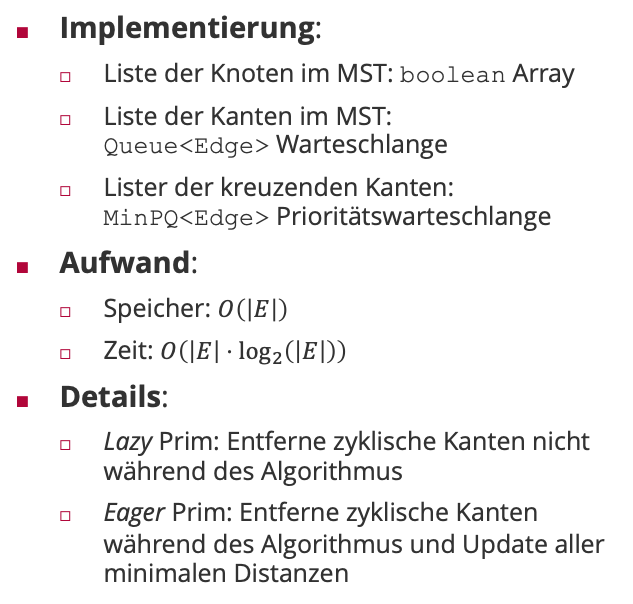 Implementierung:
Liste der Knoten im MST: boolean Array
Liste der Kanten im MST:
Queue<Edge> Warteschlange
Lister der kreuzenden Kanten:
MinPQ<Edge> Prioritätswarteschlange
Aufwand:
Speicher: O(|E|)
Zeit: O(|E| · log₂(|E|))
Details:
Lazy Prim: Entferne zyklische Kanten nicht
während des Algorithmus
Eager Prim: Entferne zyklische Kanten
während des Algorithmus und Update aller
minimalen Distanzen